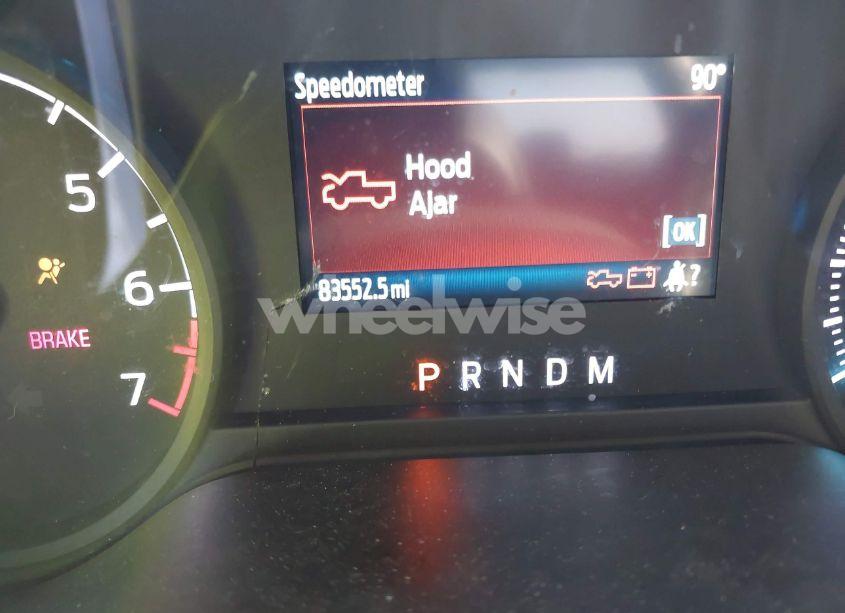 Speedometer 90°
Hood
Ajar
[OK]
83552.5 mi ?
wheelwise
5
6
7
BRAKE
P R N D M